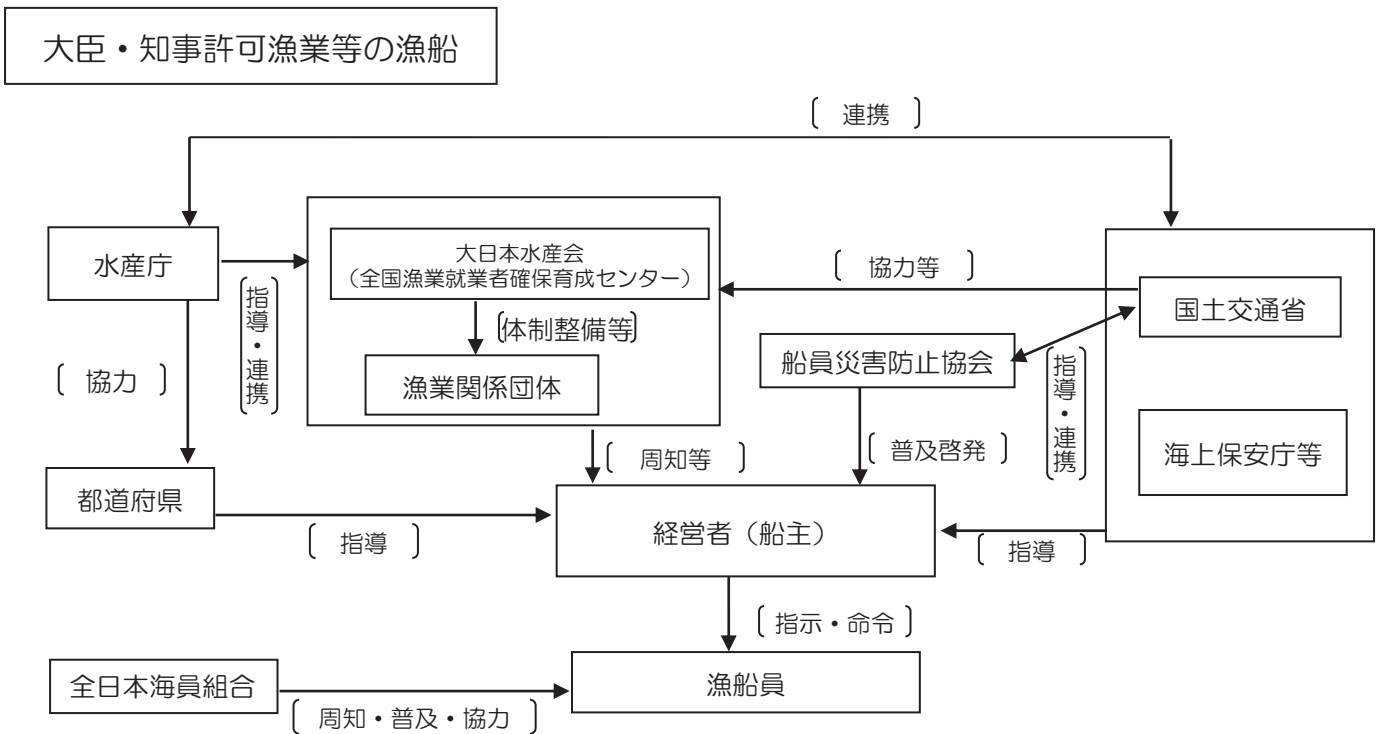 大臣・知事許可漁業等の漁船
〔 連携 〕
水産庁
大日本水産会
（全国漁業就業者確保育成センター）
〔 協力等 〕
国土交通省
〔指導・連携〕
〔体制整備等〕
船員災害防止協会
〔指導・連携〕
〔 協力 〕
漁業関係団体
海上保安庁等
〔 周知等 〕
〔 普及啓発 〕
都道府県
〔 指導 〕
経営者（船主）
〔 指導 〕
〔 指示・命令 〕
全日本海員組合
漁船員
〔 周知・普及・協力 〕